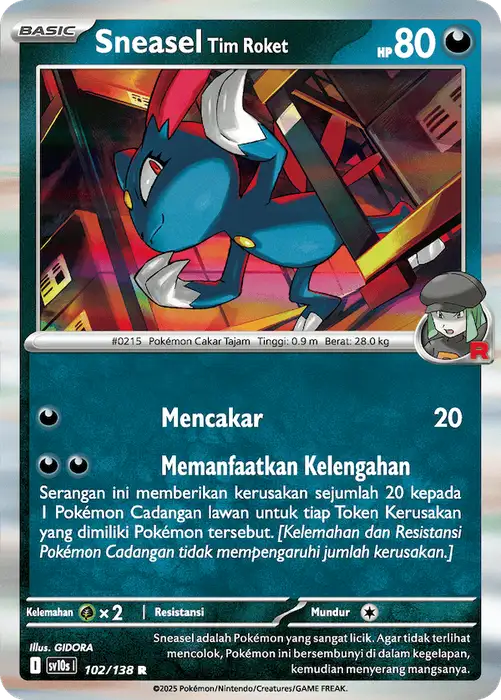 BASIC Sneasel Tim Roket HP 80
R
#0215 Pokémon Cakar Tajam Tinggi: 0.9 m Berat: 28.0 kg
Mencakar 20
Memanfaatkan Kelengahan
Serangan ini memberikan kerusakan sejumlah 20 kepada
1 Pokémon Cadangan lawan untuk tiap Token Kerusakan
yang dimiliki Pokémon tersebut. [Kelemahan dan Resistansi
Pokémon Cadangan tidak mempengaruhi jumlah kerusakan.]
Kelemahan ×2 Resistansi Mundur
Illus. GIDORA
I sv10s I 102/138 R
Sneasel adalah Pokémon yang sangat licik. Agar tidak terlihat
mencolok, Pokémon ini bersembunyi di dalam kegelapan,
kemudian menyerang mangsanya.
©2025 Pokémon/Nintendo/Creatures/GAME FREAK.